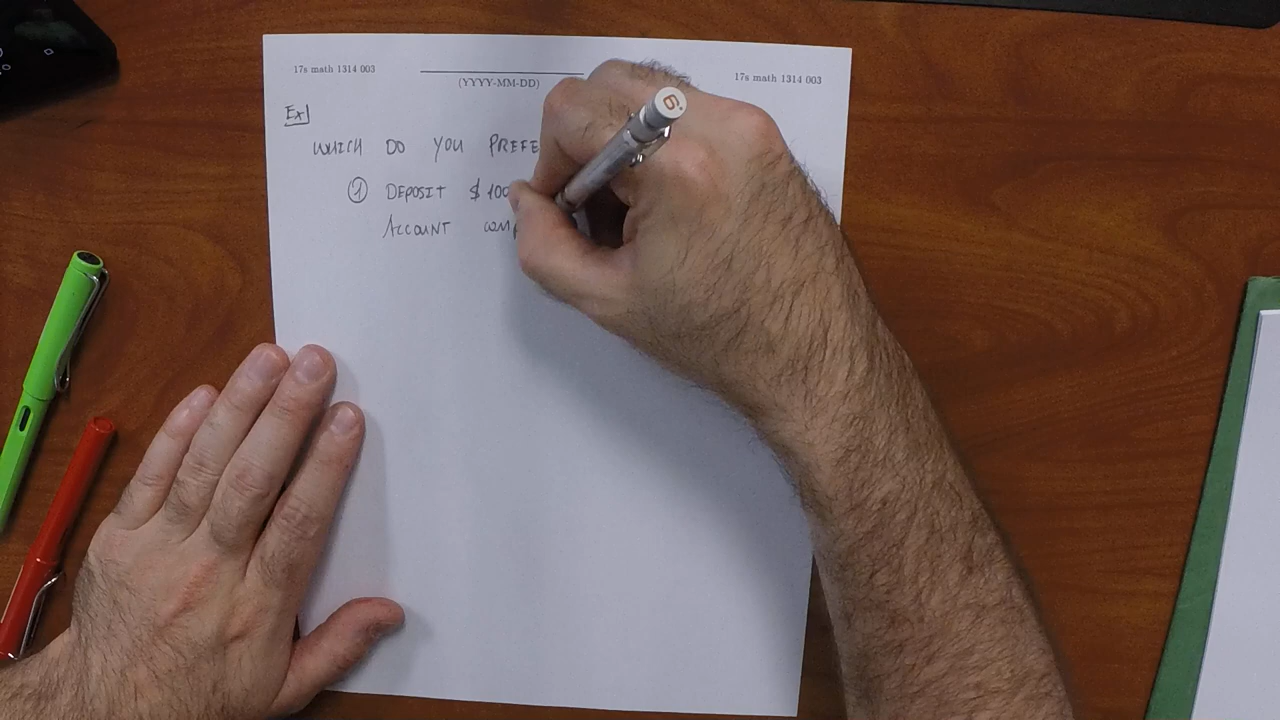 17s math 1314 003
(YYYY-MM-DD)
17s math 1314 003
Ex
WHICH DO YOU PREFE
① DEPOSIT $100
ACCOUNT COMP